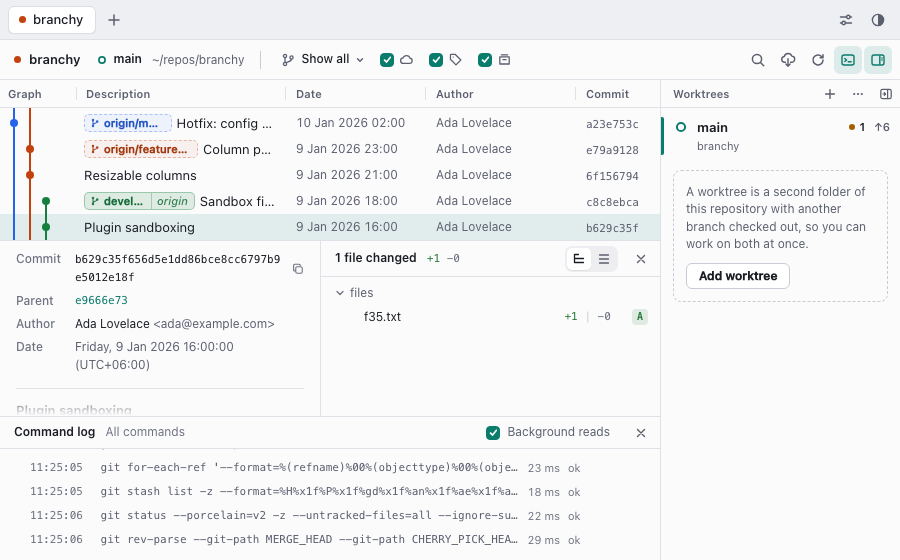 branchy
branchy main ~/repos/branchy Show all
Graph Description Date Author Commit
origin/m... Hotfix: config ... 10 Jan 2026 02:00 Ada Lovelace a23e753c
origin/feature... Column p... 9 Jan 2026 23:00 Ada Lovelace e79a9128
Resizable columns 9 Jan 2026 21:00 Ada Lovelace 6f156794
devel... origin Sandbox fi... 9 Jan 2026 18:00 Ada Lovelace c8c8ebca
Plugin sandboxing 9 Jan 2026 16:00 Ada Lovelace b629c35f
Commit b629c35f656d5e1dd86bce8cc6797b9
e5012e18f
Parent e9666e73
Author Ada Lovelace <ada@example.com>
Date Friday, 9 Jan 2026 16:00:00
(UTC+06:00)
Plugin sandboxing
1 file changed +1 −0
files
f35.txt +1 | −0 A
Command log All commands Background reads
11:25:05 git for-each-ref '--format=%(refname)%00%(objecttype)%00%(obje… 23 ms ok
11:25:05 git stash list -z --format=%H%x1f%P%x1f%gd%x1f%an%x1f%ae%x1f%a… 18 ms ok
11:25:06 git status --porcelain=v2 -z --untracked-files=all --ignore-su… 22 ms ok
11:25:06 git rev-parse --git-path MERGE_HEAD --git-path CHERRY_PICK_HEA… 29 ms ok
Worktrees
main 1 ↑6
branchy
A worktree is a second folder of
this repository with another
branch checked out, so you can
work on both at once.
Add worktree